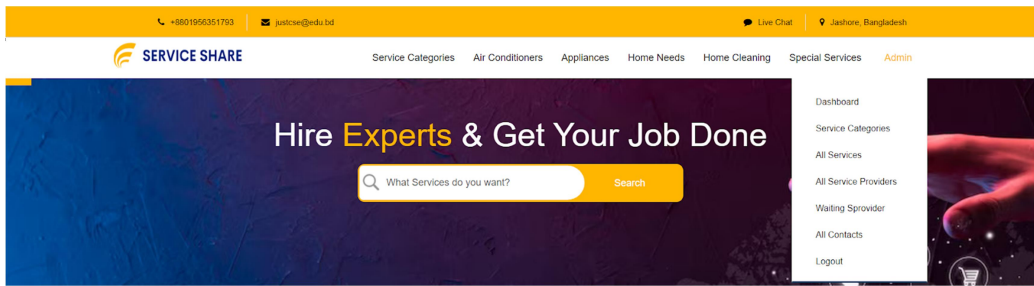 +8801956351793 justcse@edu.bd Live Chat Jashore, Bangladesh
SERVICE SHARE Service Categories Air Conditioners Appliances Home Needs Home Cleaning Special Services Admin
Hire Experts & Get Your Job Done
What Services do you want? Search
Dashboard
Service Categories
All Services
All Service Providers
Waiting Sprovider
All Contacts
Logout